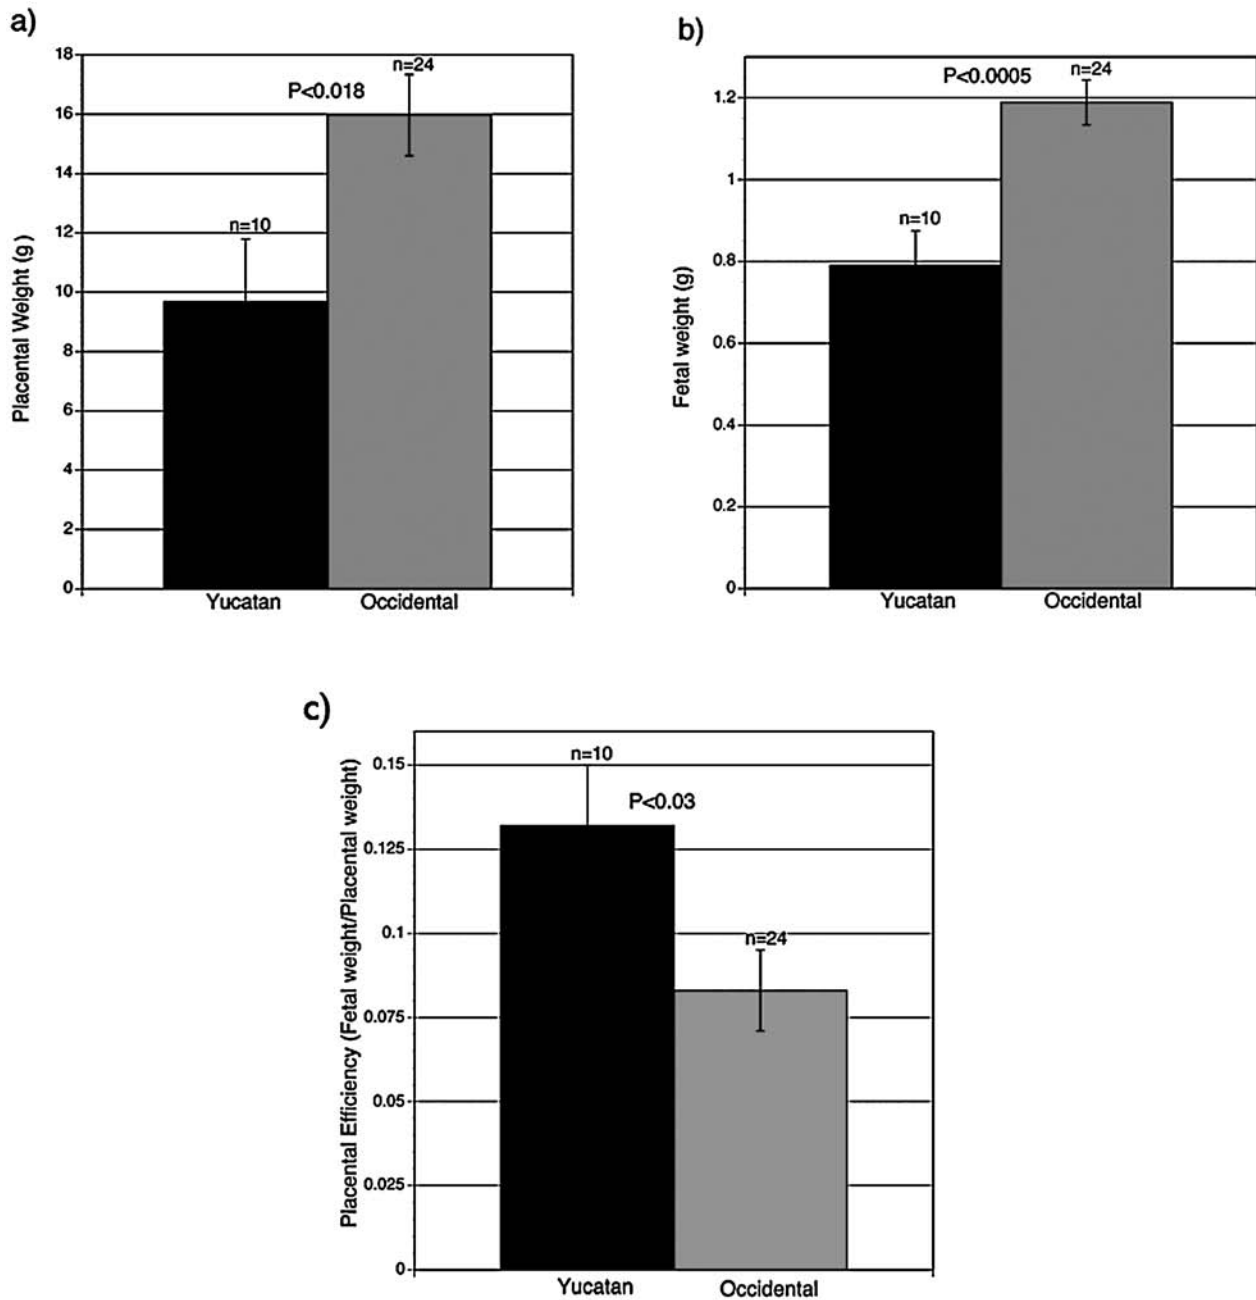 a)
Placental Weight (g)
18
16
14
12
10
8
6
4
2
0
P<0.018
n=24
n=10
Yucatan
Occidental
b)
Fetal weight (g)
1.2
1
0.8
0.6
0.4
0.2
0
P<0.0005
n=24
n=10
Yucatan
Occidental
c)
Placental Efficiency (Fetal weight/Placental weight)
0.15
0.125
0.1
0.075
0.05
0.025
0
n=10
P<0.03
n=24
Yucatan
Occidental